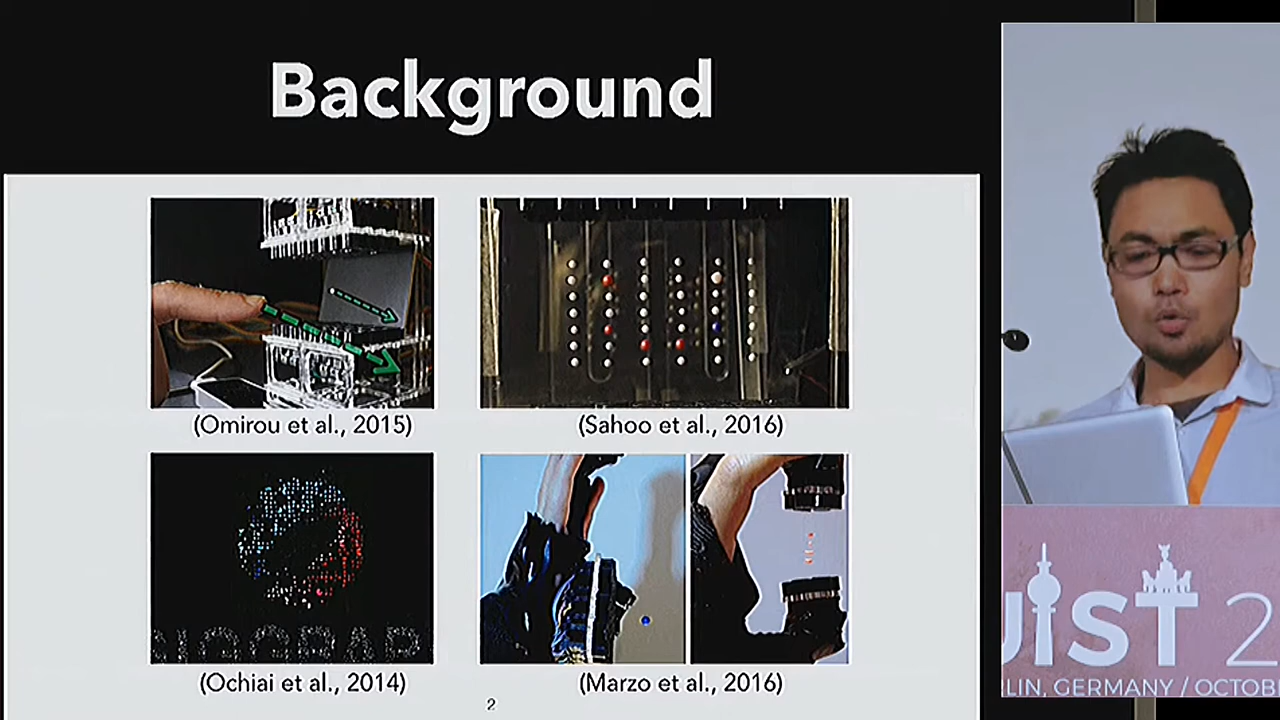 Background
(Omirou et al., 2015)
(Sahoo et al., 2016)
(Ochiai et al., 2014)
(Marzo et al., 2016)
2
UIST 2
LIN, GERMANY / OCTOB